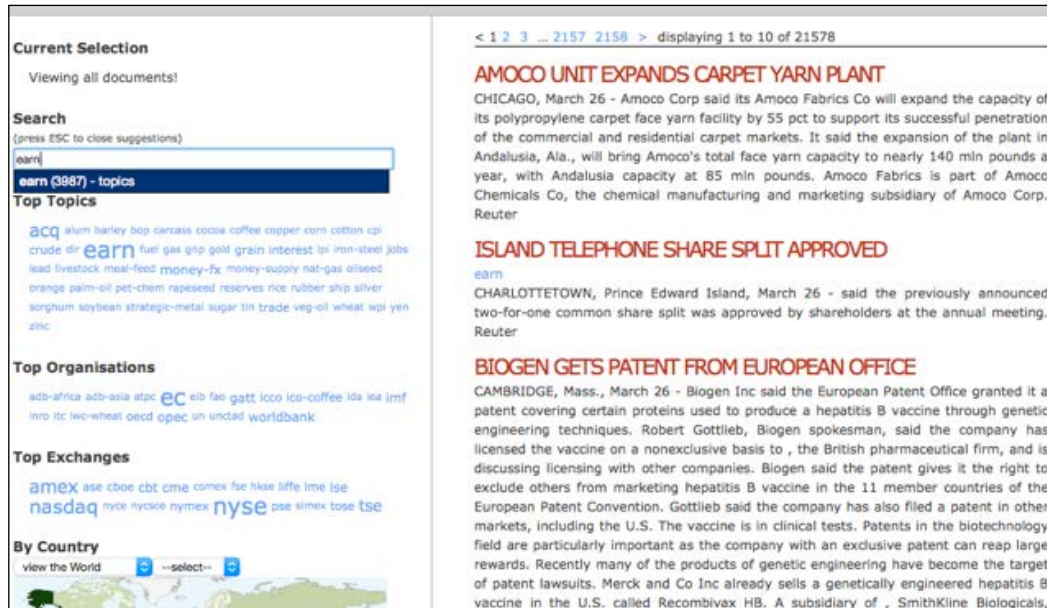 Current Selection
Viewing all documents!
Search
(press ESC to close suggestions)
earn
earn (3987) - topics
Top Topics
acq alum barley bop carcass cocoa coffee copper corn cotton cpi
crude dlr earn fuel gas gnp gold grain interest ipi iron-steel jobs
lead livestock meal-feed money-fx money-supply nat-gas oilseed
orange palm-oil pet-chem rapeseed reserves rice rubber ship silver
sorghum soybean strategic-metal sugar tin trade veg-oil wheat wpi yen
zinc
Top Organisations
adb-africa adb-asia atpc ec eib fao gatt icco ico-coffee ida iea imf
inro itc iwc-wheat oecd opec un unctad worldbank
Top Exchanges
amex ase cboe cbt cme comex fse hkse liffe lme lse
nasdaq nyce nycsce nymex nyse pse simex tose tse
By Country
view the World --select--
< 1 2 3 ... 2157 2158 > displaying 1 to 10 of 21578
AMOCO UNIT EXPANDS CARPET YARN PLANT
CHICAGO, March 26 - Amoco Corp said its Amoco Fabrics Co will expand the capacity of
its polypropylene carpet face yarn facility by 55 pct to support its successful penetration
of the commercial and residential carpet markets. It said the expansion of the plant in
Andalusia, Ala., will bring Amoco's total face yarn capacity to nearly 140 mln pounds a
year, with Andalusia capacity at 85 mln pounds. Amoco Fabrics is part of Amoco
Chemicals Co, the chemical manufacturing and marketing subsidiary of Amoco Corp.
Reuter
ISLAND TELEPHONE SHARE SPLIT APPROVED
earn
CHARLOTTETOWN, Prince Edward Island, March 26 - said the previously announced
two-for-one common share split was approved by shareholders at the annual meeting.
Reuter
BIOGEN GETS PATENT FROM EUROPEAN OFFICE
CAMBRIDGE, Mass., March 26 - Biogen Inc said the European Patent Office granted it a
patent covering certain proteins used to produce a hepatitis B vaccine through genetic
engineering techniques. Robert Gottlieb, Biogen spokesman, said the company has
licensed the vaccine on a nonexclusive basis to , the British pharmaceutical firm, and is
discussing licensing with other companies. Biogen said the patent gives it the right to
exclude others from marketing hepatitis B vaccine in the 11 member countries of the
European Patent Convention. Gottlieb said the company has also filed a patent in other
markets, including the U.S. The vaccine is in clinical tests. Patents in the biotechnology
field are particularly important as the company with an exclusive patent can reap large
rewards. Recently many of the products of genetic engineering have become the target
of patent lawsuits. Merck and Co Inc already sells a genetically engineered hepatitis B
vaccine in the U.S. called Recombivax HB. A subsidiary of , SmithKline Biologicals,